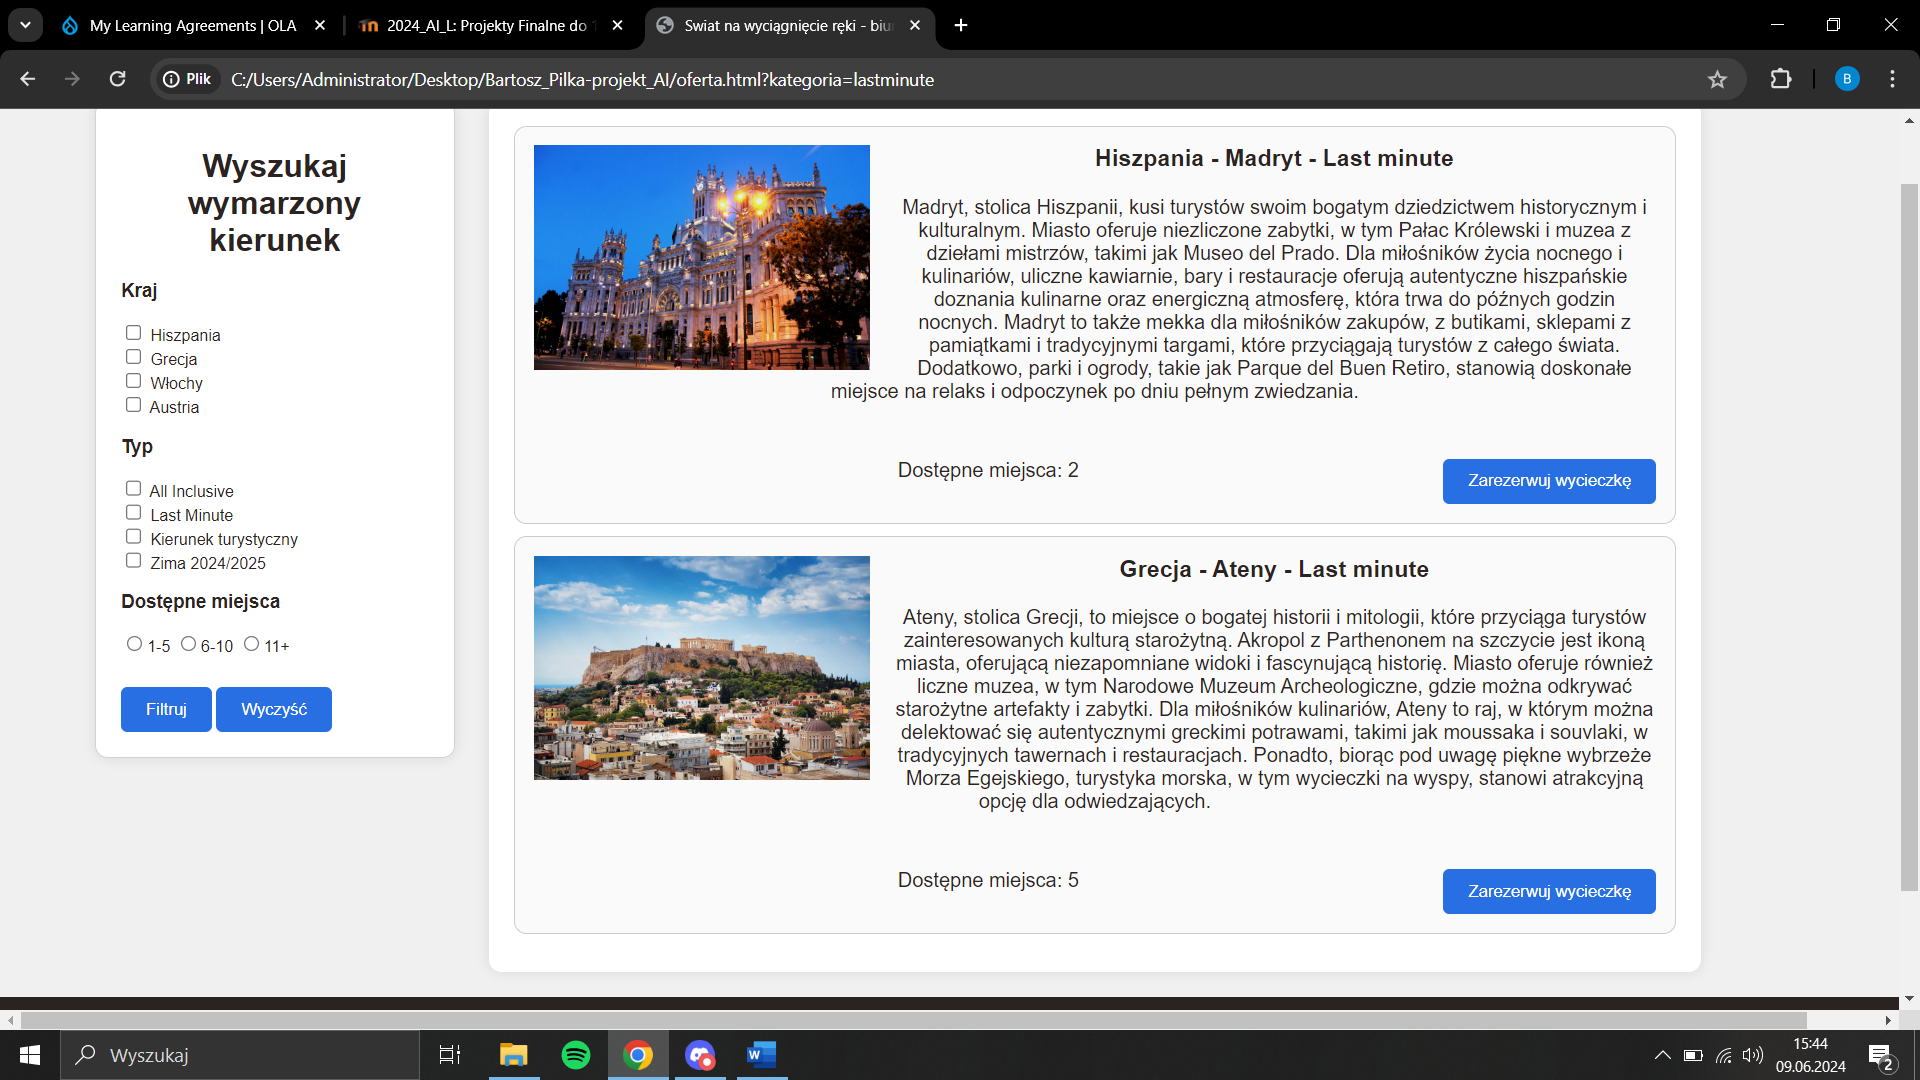 My Learning Agreements | OLA
2024_AI_L: Projekty Finalne do 1
Swiat na wyciągnięcie ręki - biu
Plik
C:/Users/Administrator/Desktop/Bartosz_Pilka-projekt_AI/oferta.html?kategoria=lastminute
B
Wyszukaj
wymarzony
kierunek
Kraj
Hiszpania
Grecja
Włochy
Austria
Typ
All Inclusive
Last Minute
Kierunek turystyczny
Zima 2024/2025
Dostępne miejsca
1-5 6-10 11+
Filtruj Wyczyść
Hiszpania - Madryt - Last minute
Madryt, stolica Hiszpanii, kusi turystów swoim bogatym dziedzictwem historycznym i
kulturalnym. Miasto oferuje niezliczone zabytki, w tym Pałac Królewski i muzea z
dziełami mistrzów, takimi jak Museo del Prado. Dla miłośników życia nocnego i
kulinariów, uliczne kawiarnie, bary i restauracje oferują autentyczne hiszpańskie
doznania kulinarne oraz energiczną atmosferę, która trwa do późnych godzin
nocnych. Madryt to także mekka dla miłośników zakupów, z butikami, sklepami z
pamiątkami i tradycyjnymi targami, które przyciągają turystów z całego świata.
Dodatkowo, parki i ogrody, takie jak Parque del Buen Retiro, stanowią doskonałe
miejsce na relaks i odpoczynek po dniu pełnym zwiedzania.
Dostępne miejsca: 2
Zarezerwuj wycieczkę
Grecja - Ateny - Last minute
Ateny, stolica Grecji, to miejsce o bogatej historii i mitologii, które przyciąga turystów
zainteresowanych kulturą starożytną. Akropol z Parthenonem na szczycie jest ikoną
miasta, oferującą niezapomniane widoki i fascynującą historię. Miasto oferuje również
liczne muzea, w tym Narodowe Muzeum Archeologiczne, gdzie można odkrywać
starożytne artefakty i zabytki. Dla miłośników kulinariów, Ateny to raj, w którym można
delektować się autentycznymi greckimi potrawami, takimi jak moussaka i souvlaki, w
tradycyjnych tawernach i restauracjach. Ponadto, biorąc pod uwagę piękne wybrzeże
Morza Egejskiego, turystyka morska, w tym wycieczki na wyspy, stanowi atrakcyjną
opcję dla odwiedzających.
Dostępne miejsca: 5
Zarezerwuj wycieczkę
Wyszukaj
15:44
09.06.2024
2